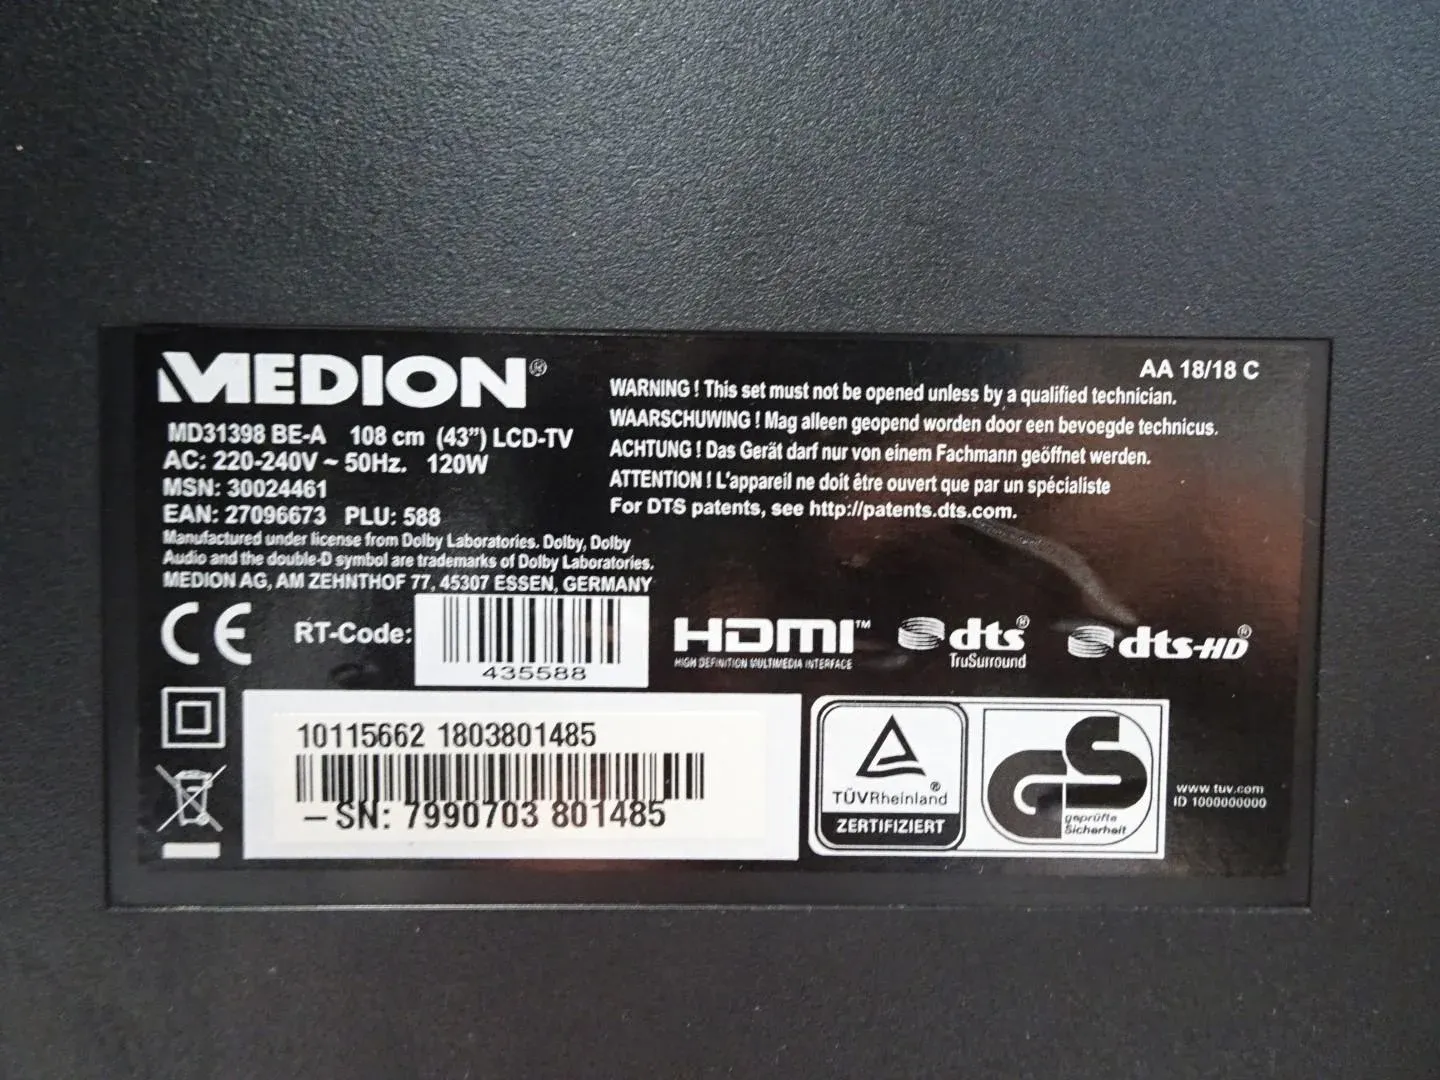 MEDION®
AA 18/18 C
MD31398 BE-A 108 cm (43”) LCD-TV
AC: 220-240V ~ 50Hz. 120W
MSN: 30024461
EAN: 27096673 PLU: 588
Manufactured under license from Dolby Laboratories. Dolby, Dolby
Audio and the double-D symbol are trademarks of Dolby Laboratories.
MEDION AG, AM ZEHNTHOF 77, 45307 ESSEN, GERMANY
WARNING ! This set must not be opened unless by a qualified technician.
WAARSCHUWING ! Mag alleen geopend worden door een bevoegde technicus.
ACHTUNG ! Das Gerät darf nur von einem Fachmann geöffnet werden.
ATTENTION ! L'appareil ne doit être ouvert que par un spécialiste
For DTS patents, see http://patents.dts.com.
CE
RT-Code:
435588
HDMI™
HIGH DEFINITION MULTIMEDIA INTERFACE
dts®
TruSurround
dts-HD®
10115662 1803801485
–SN: 7990703 801485
TÜVRheinland®
ZERTIFIZIERT
GS
geprüfte
Sicherheit
www.tuv.com
ID 1000000000